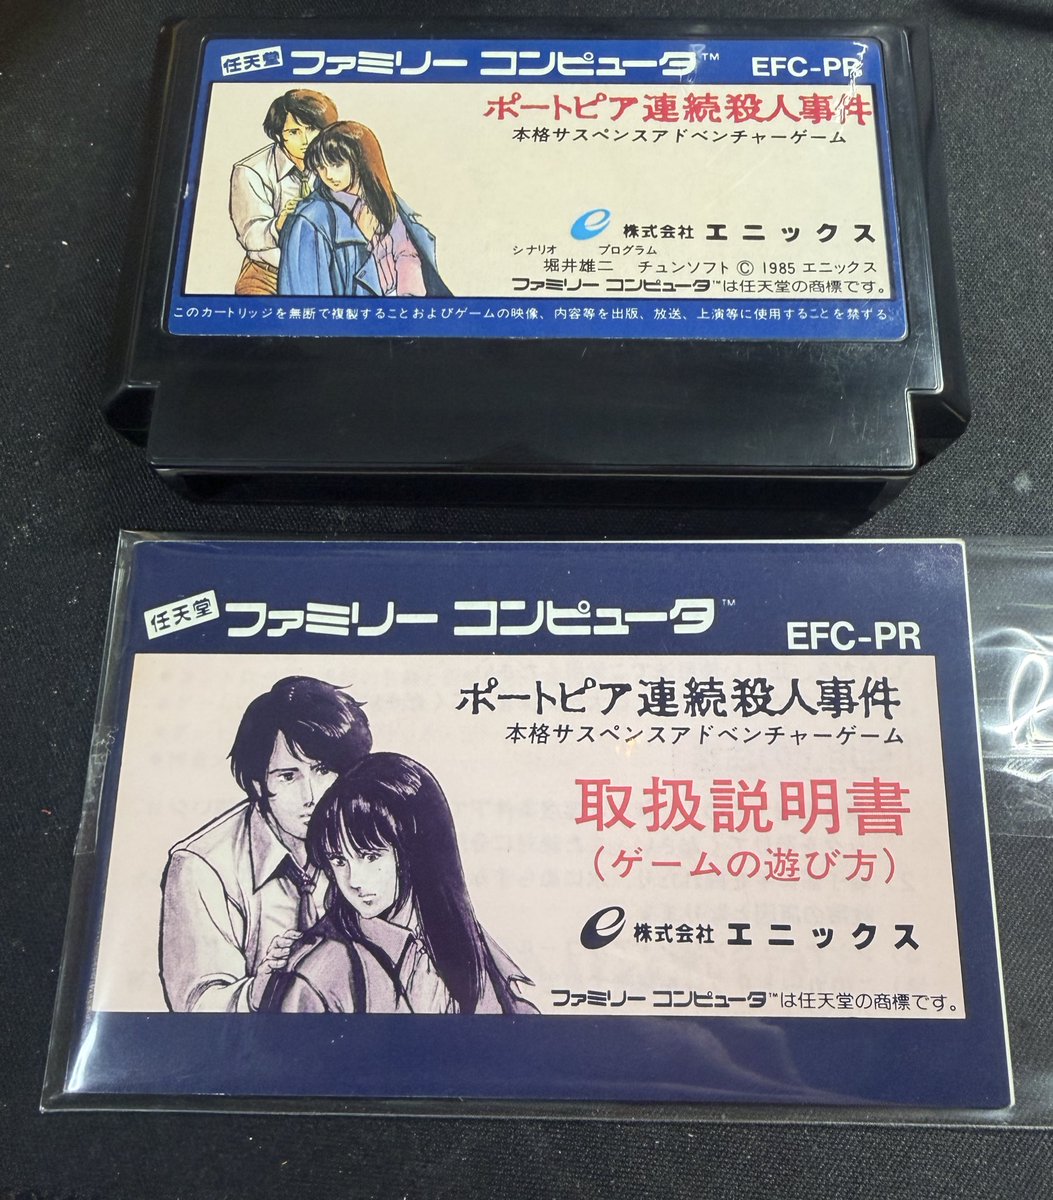 任天堂 ファミリー コンピュータ™ EFC-PR
ポートピア連続殺人事件
本格サスペンスアドベンチャーゲーム
e 株式会社 エニックス
シナリオ プログラム
堀井雄二 チュンソフト © 1985 エニックス
ファミリー コンピュータ™は任天堂の商標です。
このカートリッジを無断で複製することおよびゲームの映像、内容等を出版、放送、上演等に使用することを禁ずる。
任天堂 ファミリー コンピュータ™ EFC-PR
ポートピア連続殺人事件
本格サスペンスアドベンチャーゲーム
取扱説明書
(ゲームの遊び方)
e 株式会社 エニックス
ファミリー コンピュータ™は任天堂の商標です。